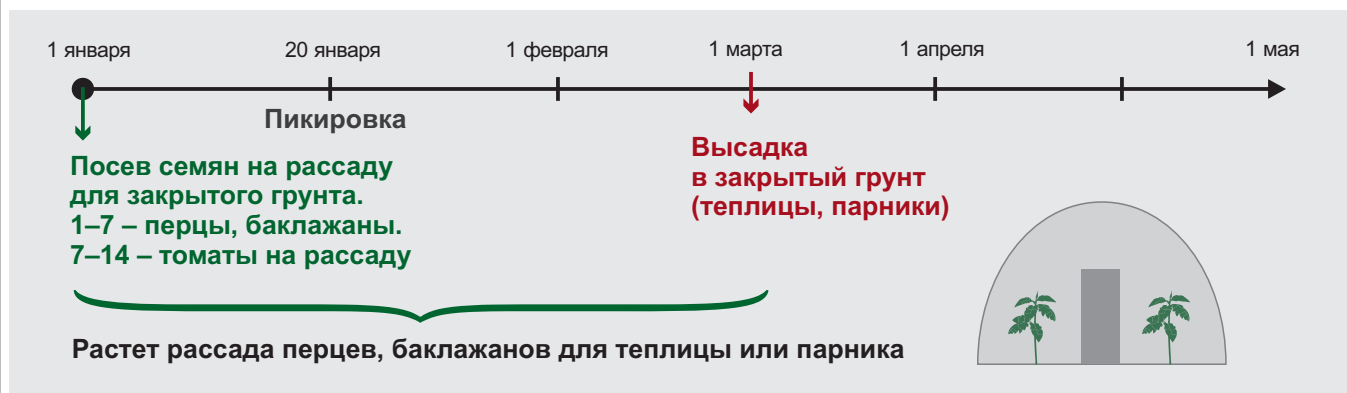 1 января
20 января
1 февраля
1 марта
1 апреля
1 мая
Пикировка
Посев семян на рассаду
для закрытого грунта.
1–7 – перцы, баклажаны.
7–14 – томаты на рассаду
Высадка
в закрытый грунт
(теплицы, парники)
Растет рассада перцев, баклажанов для теплицы или парника